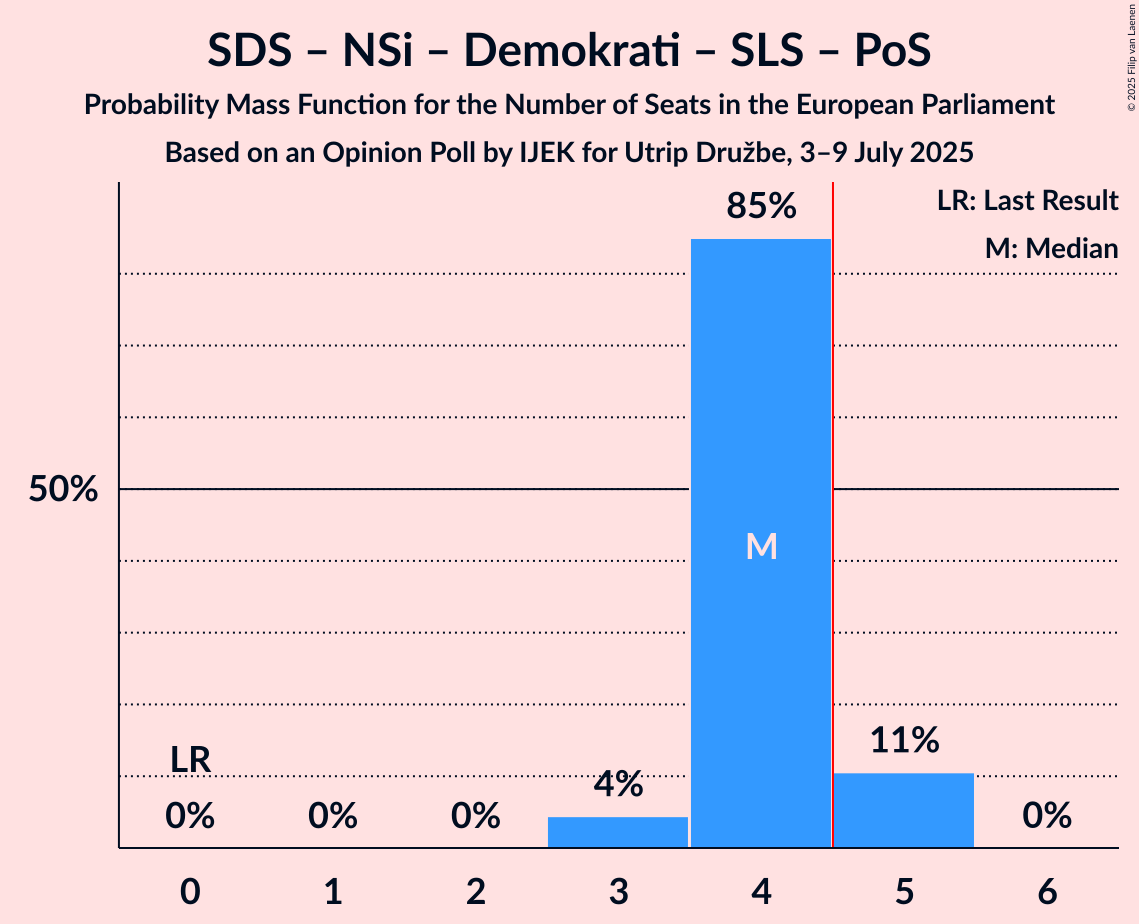 SDS – NSi – Demokrati – SLS – PoS
Probability Mass Function for the Number of Seats in the European Parliament
Based on an Opinion Poll by IJEK for Utrip Družbe, 3–9 July 2025
© 2025 Filip van Laenen
LR: Last Result
M: Median
85%
50%
M
LR
11%
4%
0%
0%
0%
0%
0
1
2
3
4
5
6